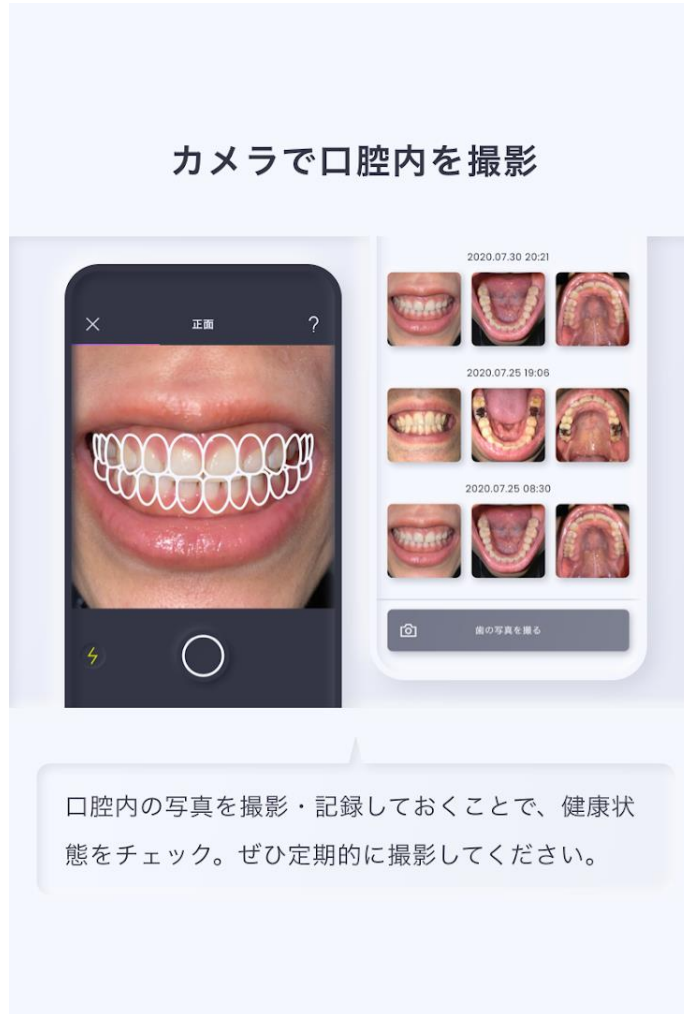 カメラで口腔内を撮影
正面
?
2020.07.30 20:21
2020.07.25 19:06
2020.07.25 08:30
歯の写真を撮る
口腔内の写真を撮影・記録しておくことで、健康状
態をチェック。ぜひ定期的に撮影してください。